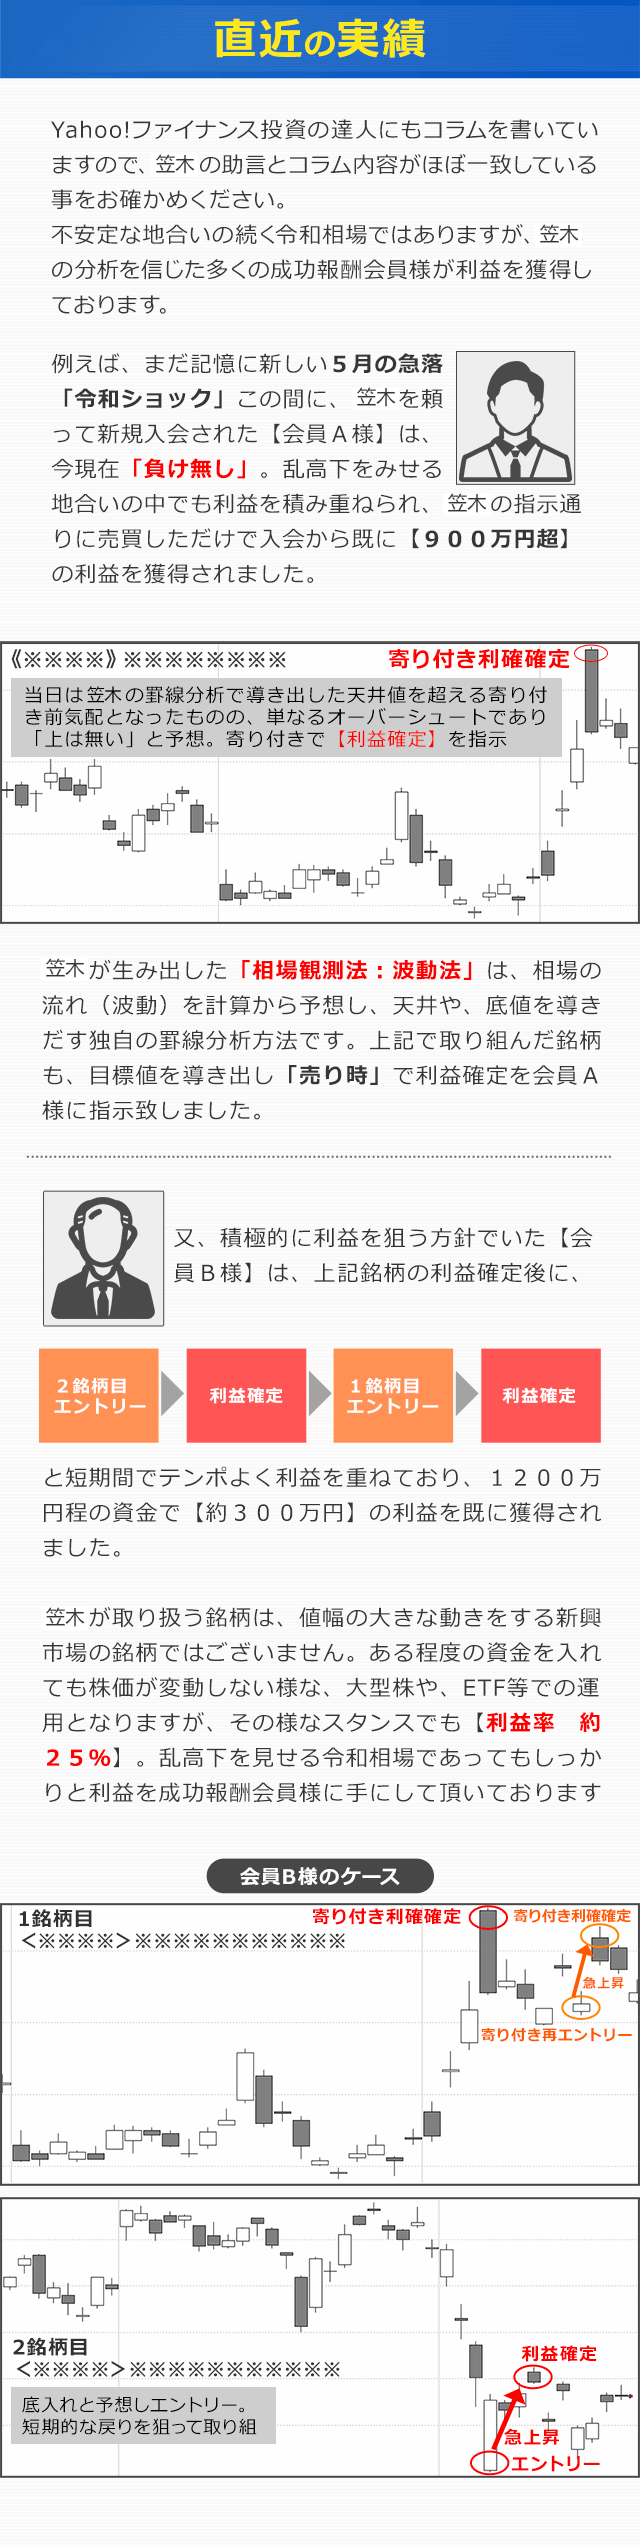 直近の実績
Yahoo!ファイナンス投資の達人にもコラムを書いてい
ますので、笠木の助言とコラム内容がほぼ一致している
事をお確かめください。
不安定な地合いの続く令和相場ではありますが、笠木
の分析を信じた多くの成功報酬会員様が利益を獲得し
ております。
例えば、まだ記憶に新しい５月の急落
「令和ショック」この間に、笠木を頼
って新規入会された【会員Ａ様】は、
今現在「負け無し」。乱高下をみせる
地合いの中でも利益を積み重ねられ、笠木の指示通
りに売買しただけで入会から既に【９００万円超】
の利益を獲得されました。
《※※※※》※※※※※※※※
寄り付き利確確定
当日は笠木の罫線分析で導き出した天井値を超える寄り付
き前気配となったものの、単なるオーバーシュートであり
「上は無い」と予想。寄り付きで【利益確定】を指示
笠木が生み出した「相場観測法：波動法」は、相場の
流れ（波動）を計算から予想し、天井や、底値を導き
だす独自の罫線分析方法です。上記で取り組んだ銘柄
も、目標値を導き出し「売り時」で利益確定を会員Ａ
様に指示致しました。
又、積極的に利益を狙う方針でいた【会
員Ｂ様】は、上記銘柄の利益確定後に、
２銘柄目
エントリー
利益確定
１銘柄目
エントリー
利益確定
と短期間でテンポよく利益を重ねており、１２００万
円程の資金で【約３００万円】の利益を既に獲得され
ました。
笠木が取り扱う銘柄は、値幅の大きな動きをする新興
市場の銘柄ではございません。ある程度の資金を入れ
ても株価が変動しない様な、大型株や、ETF等での運
用となりますが、その様なスタンスでも【利益率　約
２５％】。乱高下を見せる令和相場であってもしっか
りと利益を成功報酬会員様に手にして頂いております
会員B様のケース
1銘柄目
＜※※※※＞※※※※※※※※※※※
寄り付き利確確定
寄り付き利確確定
急上昇
寄り付き再エントリー
2銘柄目
＜※※※※＞※※※※※※※※※※※
底入れと予想しエントリー。
短期的な戻りを狙って取り組
利益確定
急上昇
エントリー